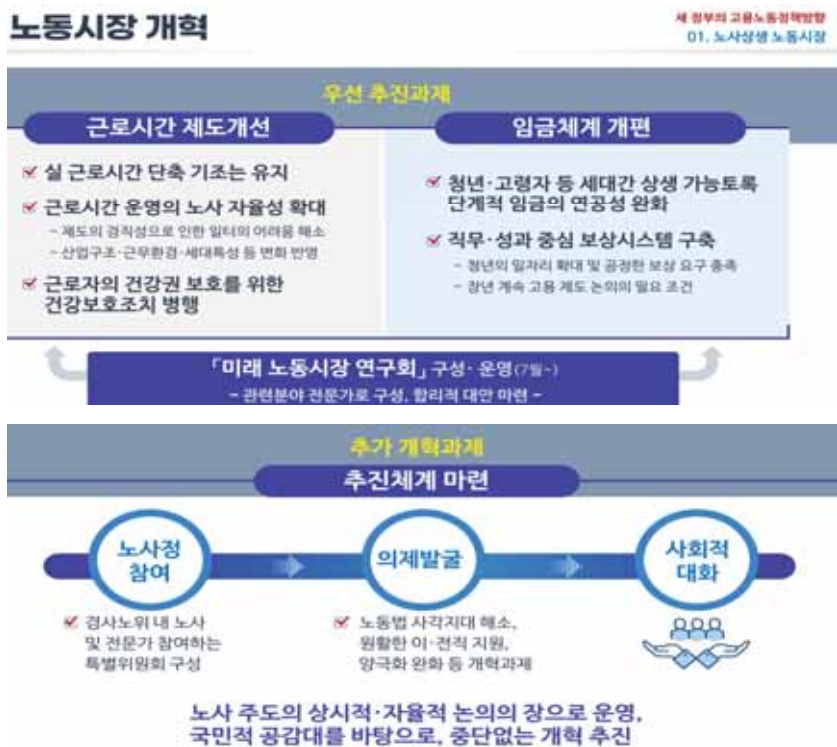 노동시장 개혁
새 정부의 고용노동정책방향
01. 노사상생 노동시장
우선 추진과제
근로시간 제도개선
실 근로시간 단축 기조는 유지
근로시간 운영의 노사 자율성 확대
- 제도의 경직성으로 인한 일터의 어려움 해소
- 산업구조·근무환경·세대특성 등 변화 반영
근로자의 건강권 보호를 위한
건강보호조치 병행
임금체계 개편
청년·고령자 등 세대간 상생 가능토록
단계적 임금의 연공성 완화
직무·성과 중심 보상시스템 구축
- 청년의 일자리 확대 및 공정한 보상 요구 충족
- 장년 계속 고용 제도 논의의 필요 조건
「미래 노동시장 연구회」 구성·운영(7월~)
- 관련분야 전문가로 구성, 합리적 대안 마련 -
추가 개혁과제
추진체계 마련
노사정
참여
경사노위 내 노사
및 전문가 참여하는
특별위원회 구성
의제발굴
노동법 사각지대 해소,
원활한 이·전직 지원,
양극화 완화 등 개혁과제
사회적
대화
노사 주도의 상시적·자율적 논의의 장으로 운영,
국민적 공감대를 바탕으로, 중단없는 개혁 추진